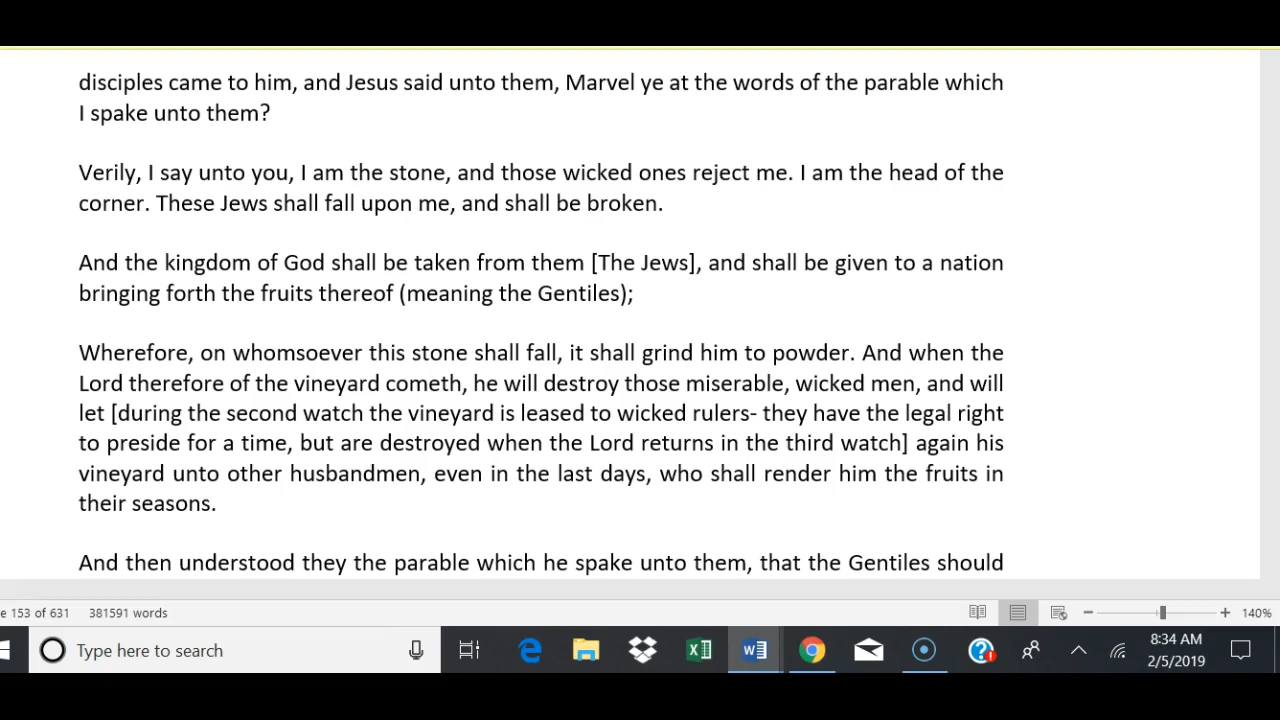 disciples came to him, and Jesus said unto them, Marvel ye at the words of the parable which
I spake unto them?
Verily, I say unto you, I am the stone, and those wicked ones reject me. I am the head of the
corner. These Jews shall fall upon me, and shall be broken.
And the kingdom of God shall be taken from them [The Jews], and shall be given to a nation
bringing forth the fruits thereof (meaning the Gentiles);
Wherefore, on whomsoever this stone shall fall, it shall grind him to powder. And when the
Lord therefore of the vineyard cometh, he will destroy those miserable, wicked men, and will
let [during the second watch the vineyard is leased to wicked rulers- they have the legal right
to preside for a time, but are destroyed when the Lord returns in the third watch] again his
vineyard unto other husbandmen, even in the last days, who shall render him the fruits in
their seasons.
And then understood they the parable which he spake unto them, that the Gentiles should
e 153 of 631 381591 words 140%
Type here to search
8:34 AM
2/5/2019